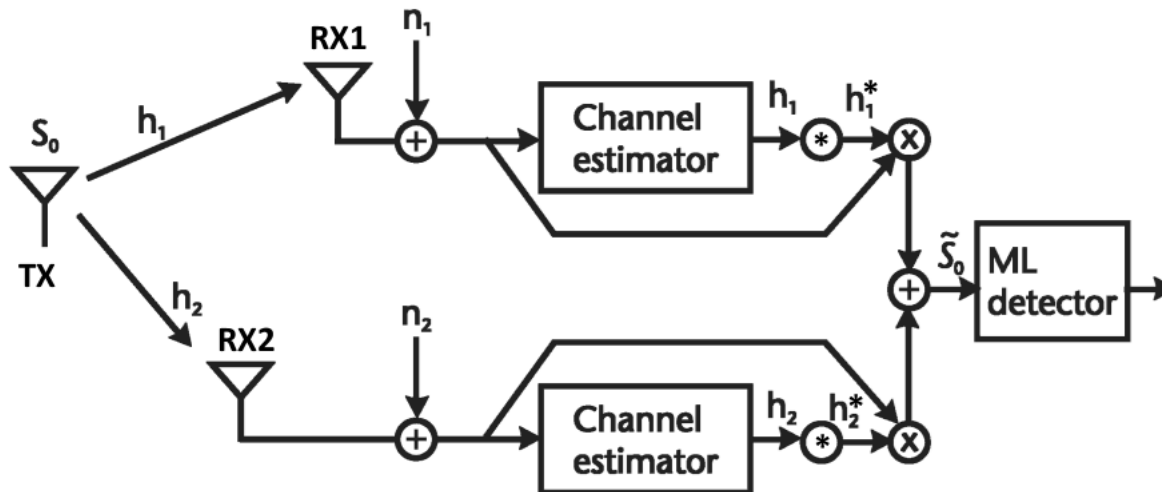 n₁
RX1
S₀
h₁
Channel
estimator
h₁
*
h₁*
x
+
TX
h₂
RX2
n₂
S̃₀
ML
detector
+
Channel
estimator
h₂
*
h₂*
x
+